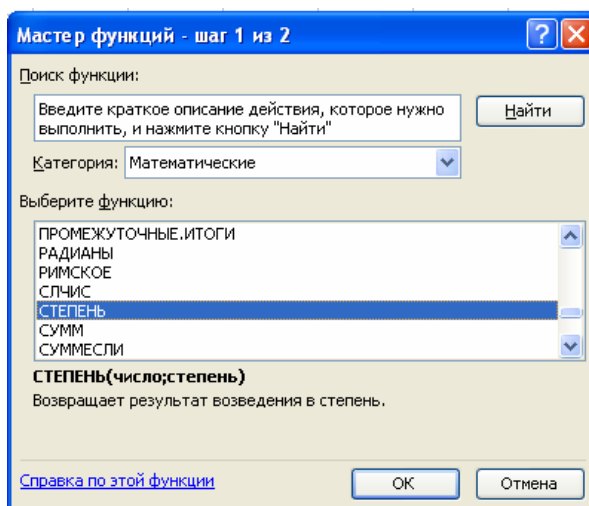 Мастер функций - шаг 1 из 2
Поиск функции:
Введите краткое описание действия, которое нужно
выполнить, и нажмите кнопку "Найти"
Найти
Категория: Математические
Выберите функцию:
ПРОМЕЖУТОЧНЫЕ.ИТОГИ
РАДИАНЫ
РИМСКОЕ
СЛЧИС
СТЕПЕНЬ
СУММ
СУММЕСЛИ
СТЕПЕНЬ(число;степень)
Возвращает результат возведения в степень.
Справка по этой функции
ОК
Отмена